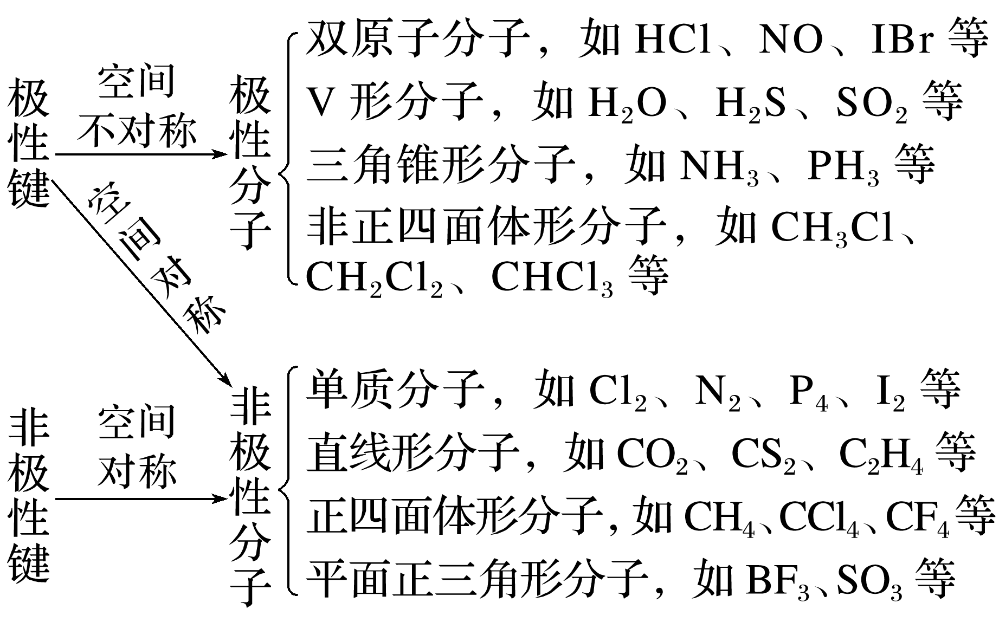 极性键
空间
不对称
极性分子
双原子分子，如 HCl、NO、IBr 等
V 形分子，如 H₂O、H₂S、SO₂ 等
三角锥形分子，如 NH₃、PH₃ 等
非正四面体形分子，如 CH₃Cl、
CH₂Cl₂、CHCl₃ 等
空间对称
非极性键
空间
对称
非极性分子
单质分子，如 Cl₂、N₂、P₄、I₂ 等
直线形分子，如 CO₂、CS₂、C₂H₄ 等
正四面体形分子，如 CH₄、CCl₄、CF₄等
平面正三角形分子，如 BF₃、SO₃ 等